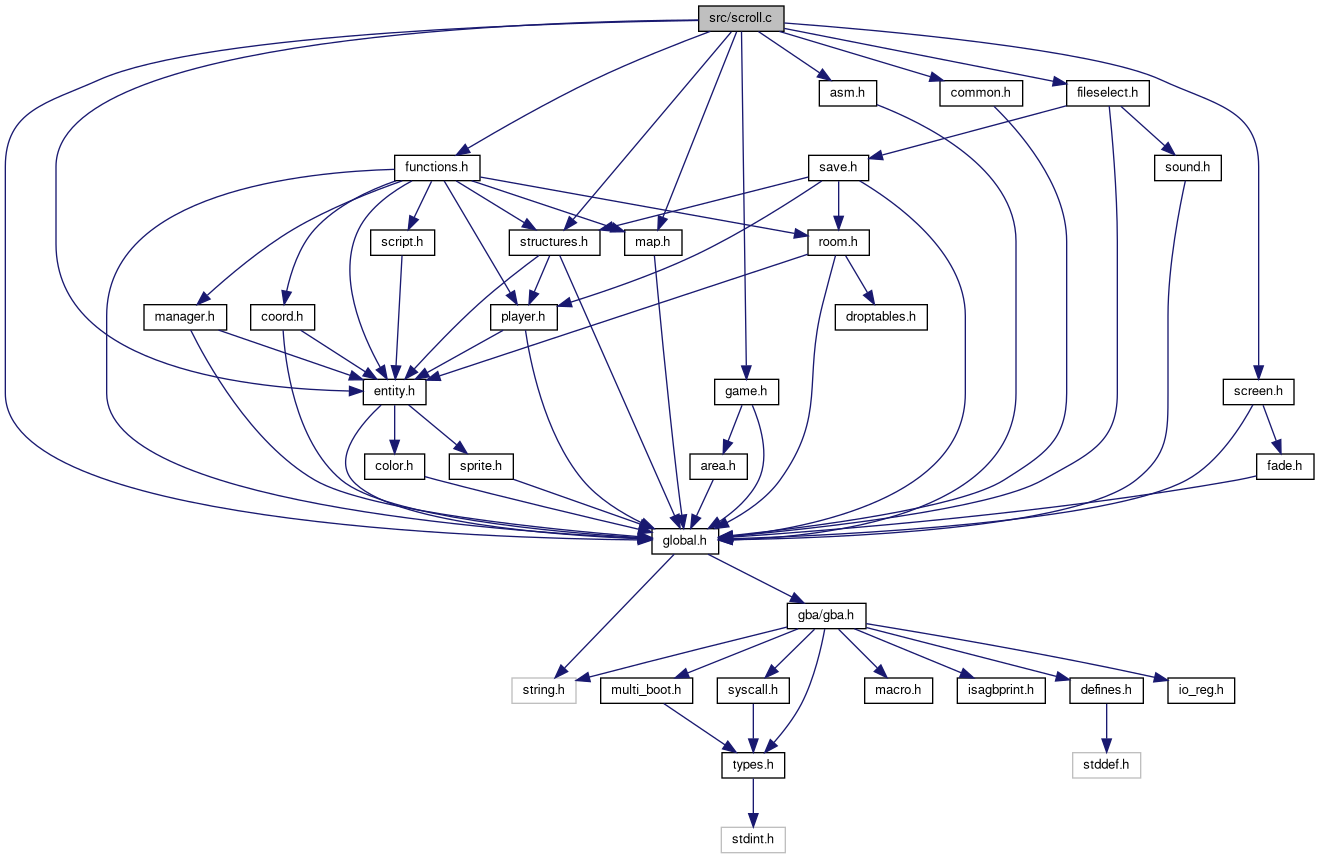 src/scroll.c
asm.h
common.h
fileselect.h
functions.h
save.h
sound.h
script.h
structures.h
map.h
room.h
manager.h
coord.h
player.h
droptables.h
entity.h
game.h
screen.h
color.h
sprite.h
area.h
fade.h
global.h
gba/gba.h
string.h
multi_boot.h
syscall.h
macro.h
isagbprint.h
defines.h
io_reg.h
types.h
stddef.h
stdint.h